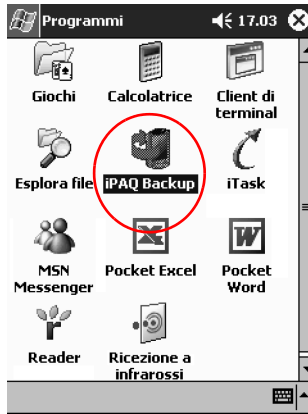 Programmi 17.03
Giochi Calcolatrice Client di
terminal
Esplora file iPAQ Backup iTask
MSN Pocket Excel Pocket
Messenger Word
Reader Ricezione a
infrarossi